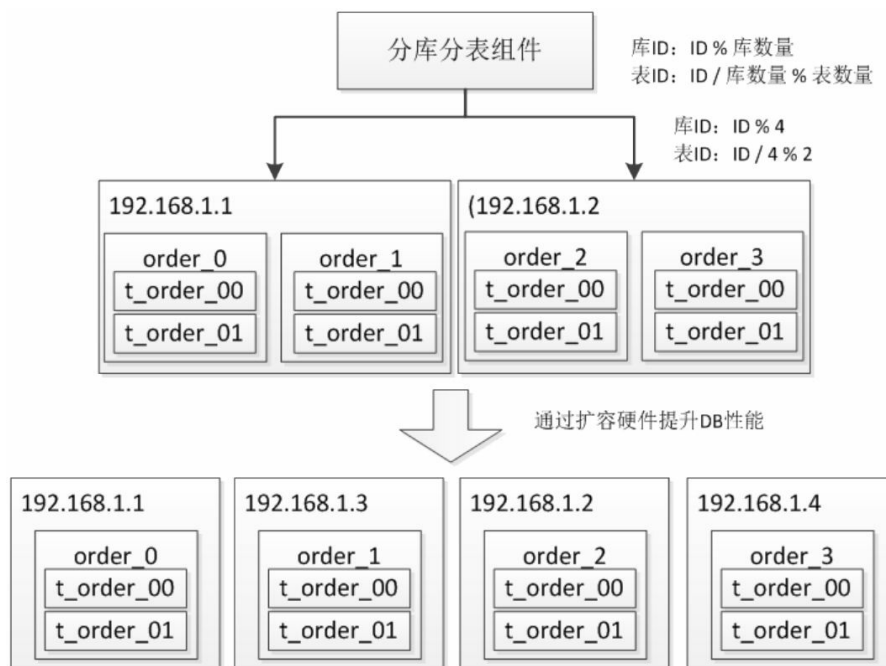 分库分表组件
库ID：ID % 库数量
表ID：ID / 库数量 % 表数量
库ID：ID % 4
表ID：ID / 4 % 2
192.168.1.1
order_0
t_order_00
t_order_01
order_1
t_order_00
t_order_01
(192.168.1.2
order_2
t_order_00
t_order_01
order_3
t_order_00
t_order_01
通过扩容硬件提升DB性能
192.168.1.1
order_0
t_order_00
t_order_01
192.168.1.3
order_1
t_order_00
t_order_01
192.168.1.2
order_2
t_order_00
t_order_01
192.168.1.4
order_3
t_order_00
t_order_01